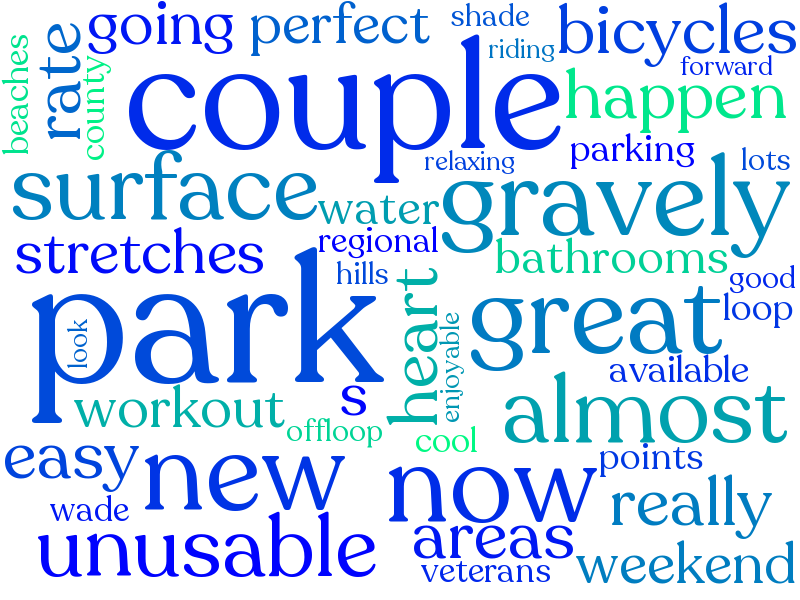 going
perfect
shade
bicycles
riding
beaches
rate
county
couple
forward
happen
relaxing
parking
lots
surface
water
gravely
stretches
regional
bathrooms
hills
good
park
look
heart
enjoyable
great
loop
available
s
workout
offloop
cool
almost
easy
new
now
points
wade
really
unusable
areas
veterans
weekend